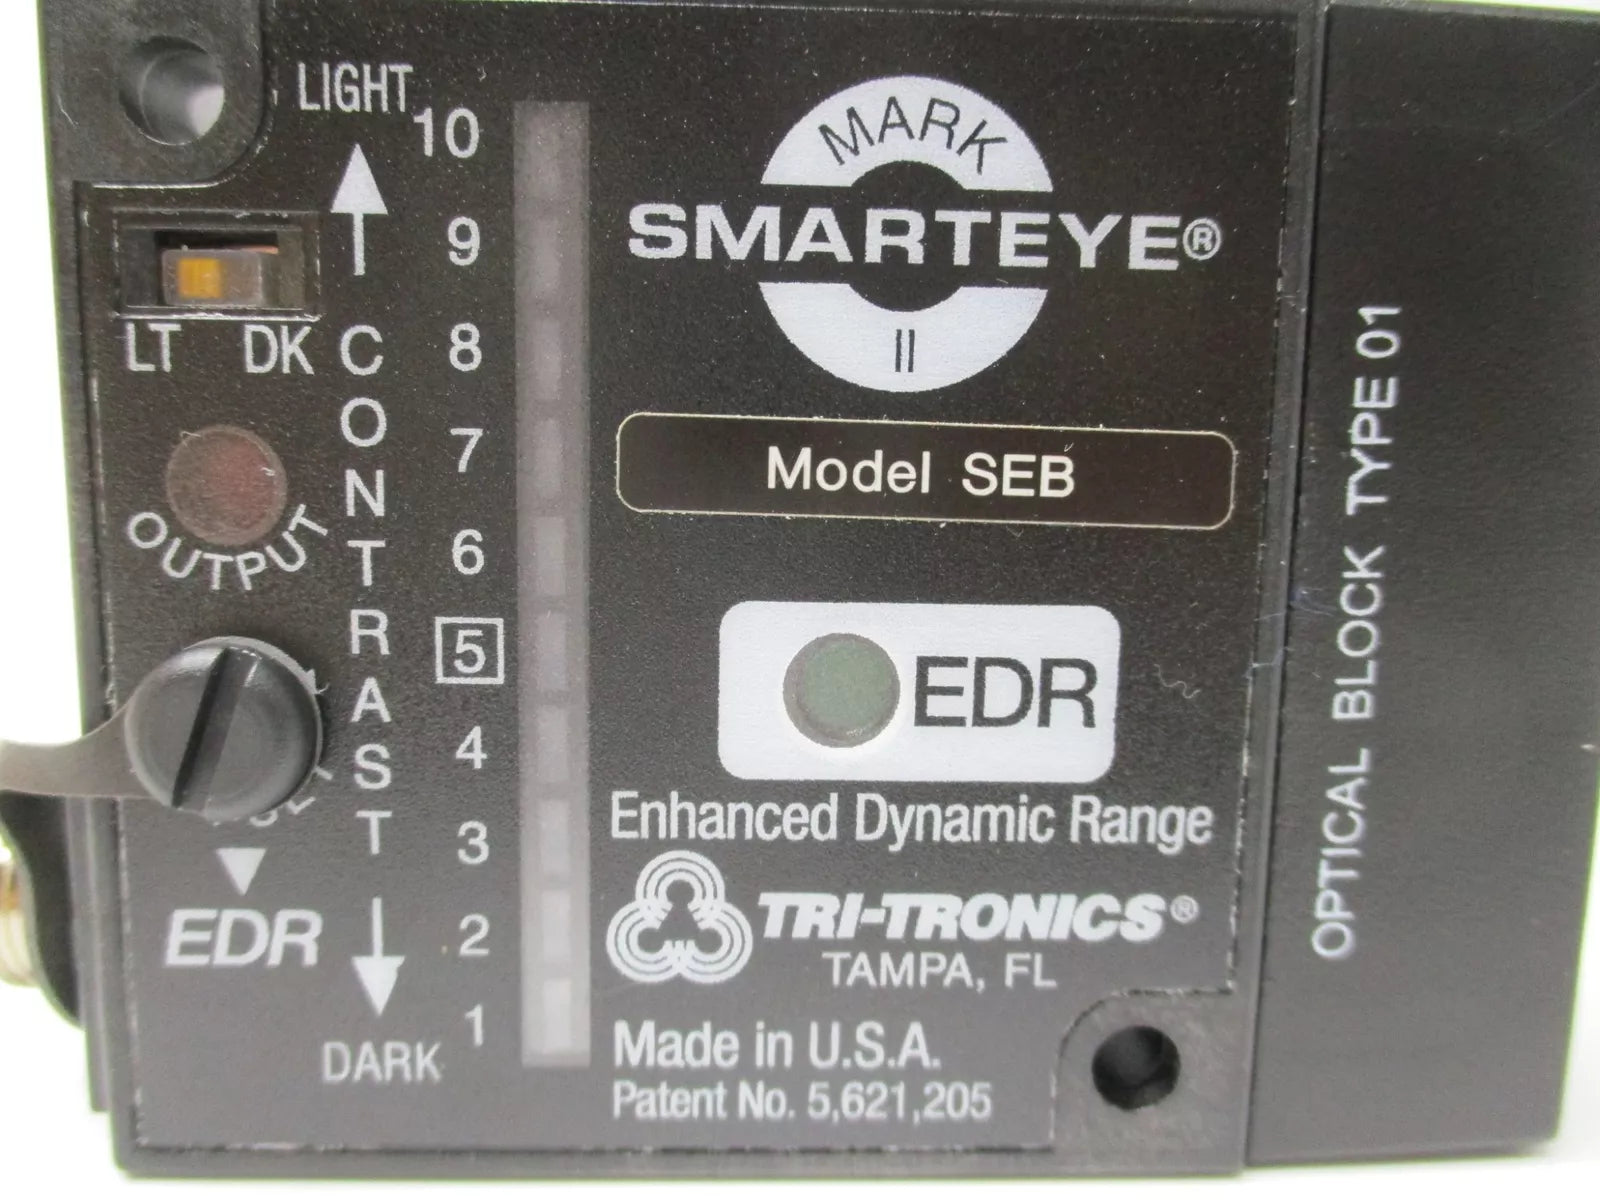 LIGHT
10
9
8
7
6
5
4
3
2
1
DARK
CONTRAST
LT DK
OUTPUT
EDR
MARK
SMARTEYE®
II
Model SEB
EDR
Enhanced Dynamic Range
TRI-TRONICS®
TAMPA, FL
Made in U.S.A.
Patent No. 5,621,205
OPTICAL BLOCK TYPE 01